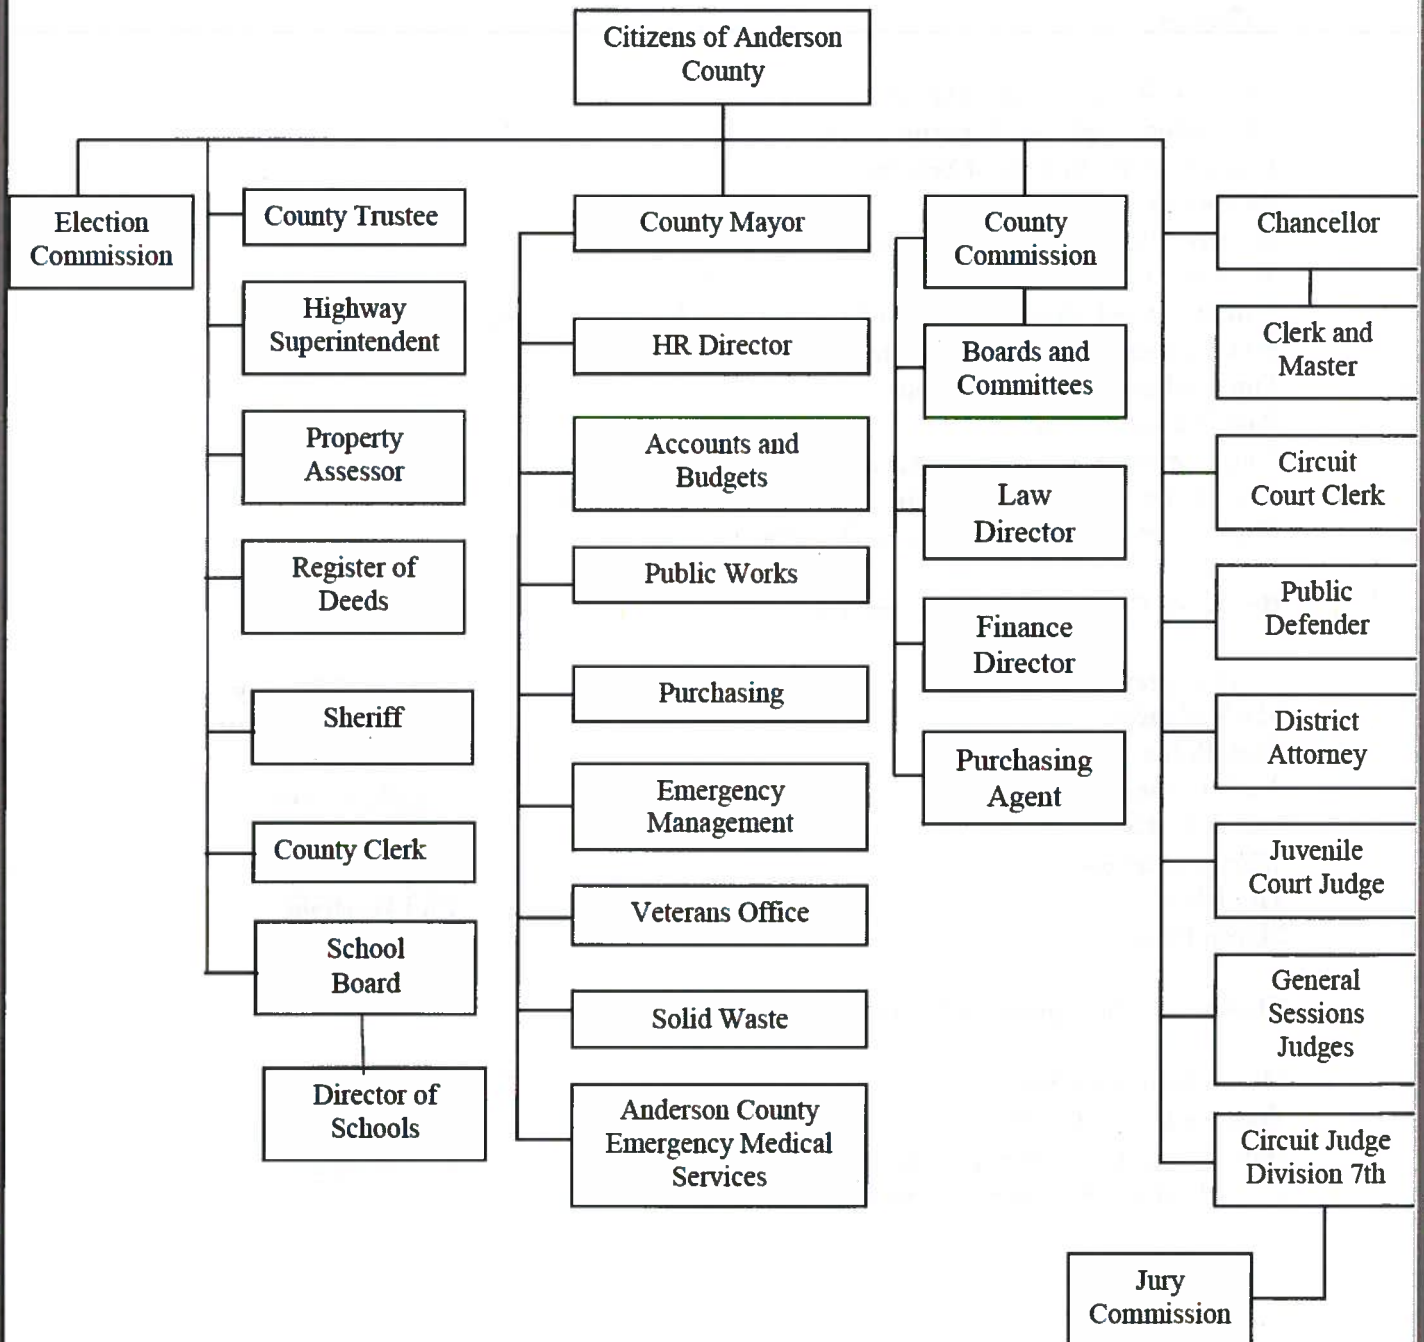 Citizens of Anderson
County
Election
Commission
County Trustee
Highway
Superintendent
Property
Assessor
Register of
Deeds
Sheriff
County Clerk
School
Board
Director of
Schools
County Mayor
HR Director
Accounts and
Budgets
Public Works
Purchasing
Emergency
Management
Veterans Office
Solid Waste
Anderson County
Emergency Medical
Services
County
Commission
Boards and
Committees
Law
Director
Finance
Director
Purchasing
Agent
Chancellor
Clerk and
Master
Circuit
Court Clerk
Public
Defender
District
Attorney
Juvenile
Court Judge
General
Sessions
Judges
Circuit Judge
Division 7th
Jury
Commission